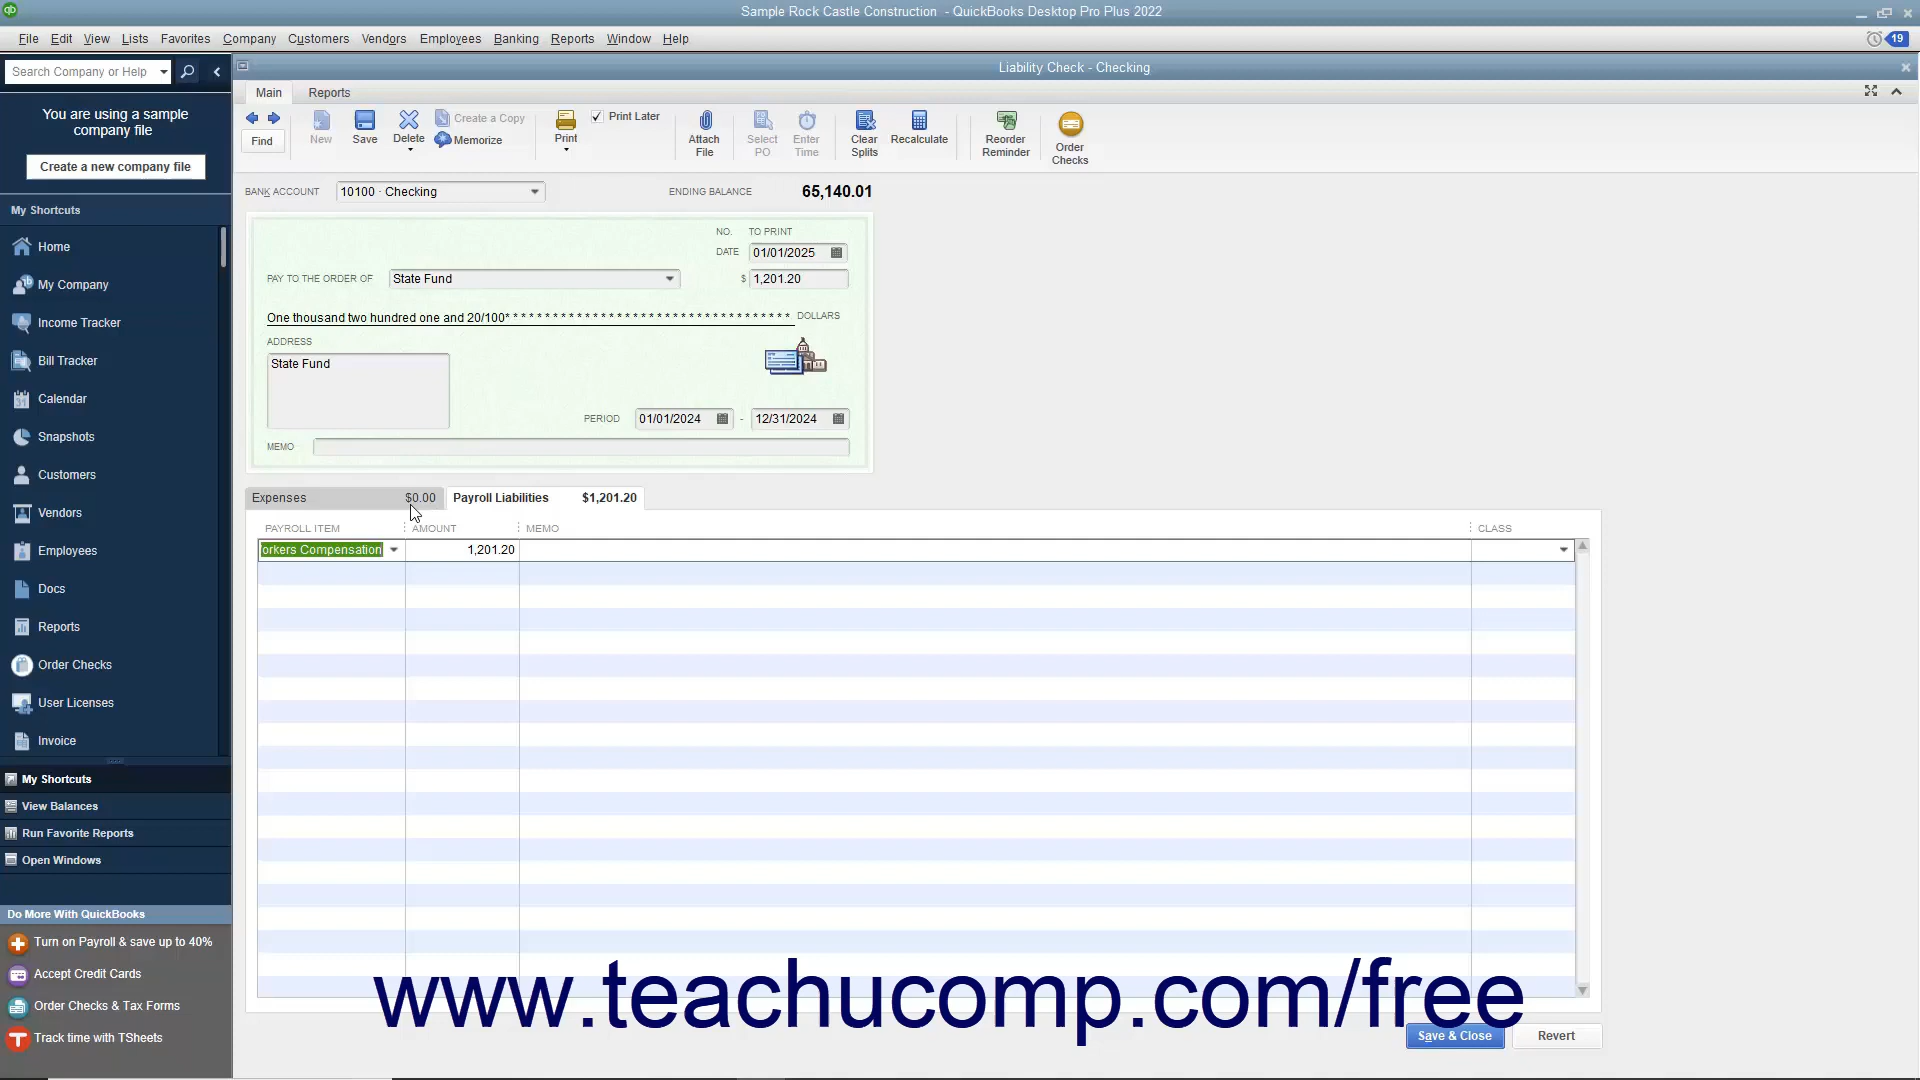 Sample Rock Castle Construction - QuickBooks Desktop Pro Plus 2022
File Edit View Lists Favorites Company Customers Vendors Employees Banking Reports Window Help
19
Search Company or Help
Liability Check - Checking
You are using a sample
company file
Create a new company file
Main Reports
Find
New
Save
Delete
Create a Copy
Memorize
Print
Print Later
Attach
File
Select
PO
Enter
Time
Clear
Splits
Recalculate
Reorder
Reminder
Order
Checks
BANK ACCOUNT 10100 · Checking ENDING BALANCE 65,140.01
NO. TO PRINT
DATE 01/01/2025
PAY TO THE ORDER OF State Fund $ 1,201.20
One thousand two hundred one and 20/100* * * * * * * * * * * * * * * * * * * * * * * * * * * * * * * * * * * DOLLARS
ADDRESS
State Fund
PERIOD 01/01/2024 - 12/31/2024
MEMO
Expenses $0.00 Payroll Liabilities $1,201.20
PAYROLL ITEM AMOUNT MEMO CLASS
orkers Compensation 1,201.20
My Shortcuts
Home
My Company
Income Tracker
Bill Tracker
Calendar
Snapshots
Customers
Vendors
Employees
Docs
Reports
Order Checks
User Licenses
Invoice
My Shortcuts
View Balances
Run Favorite Reports
Open Windows
Do More With QuickBooks
Turn on Payroll & save up to 40%
Accept Credit Cards
Order Checks & Tax Forms
Track time with TSheets
www.teachucomp.com/free
Save & Close Revert